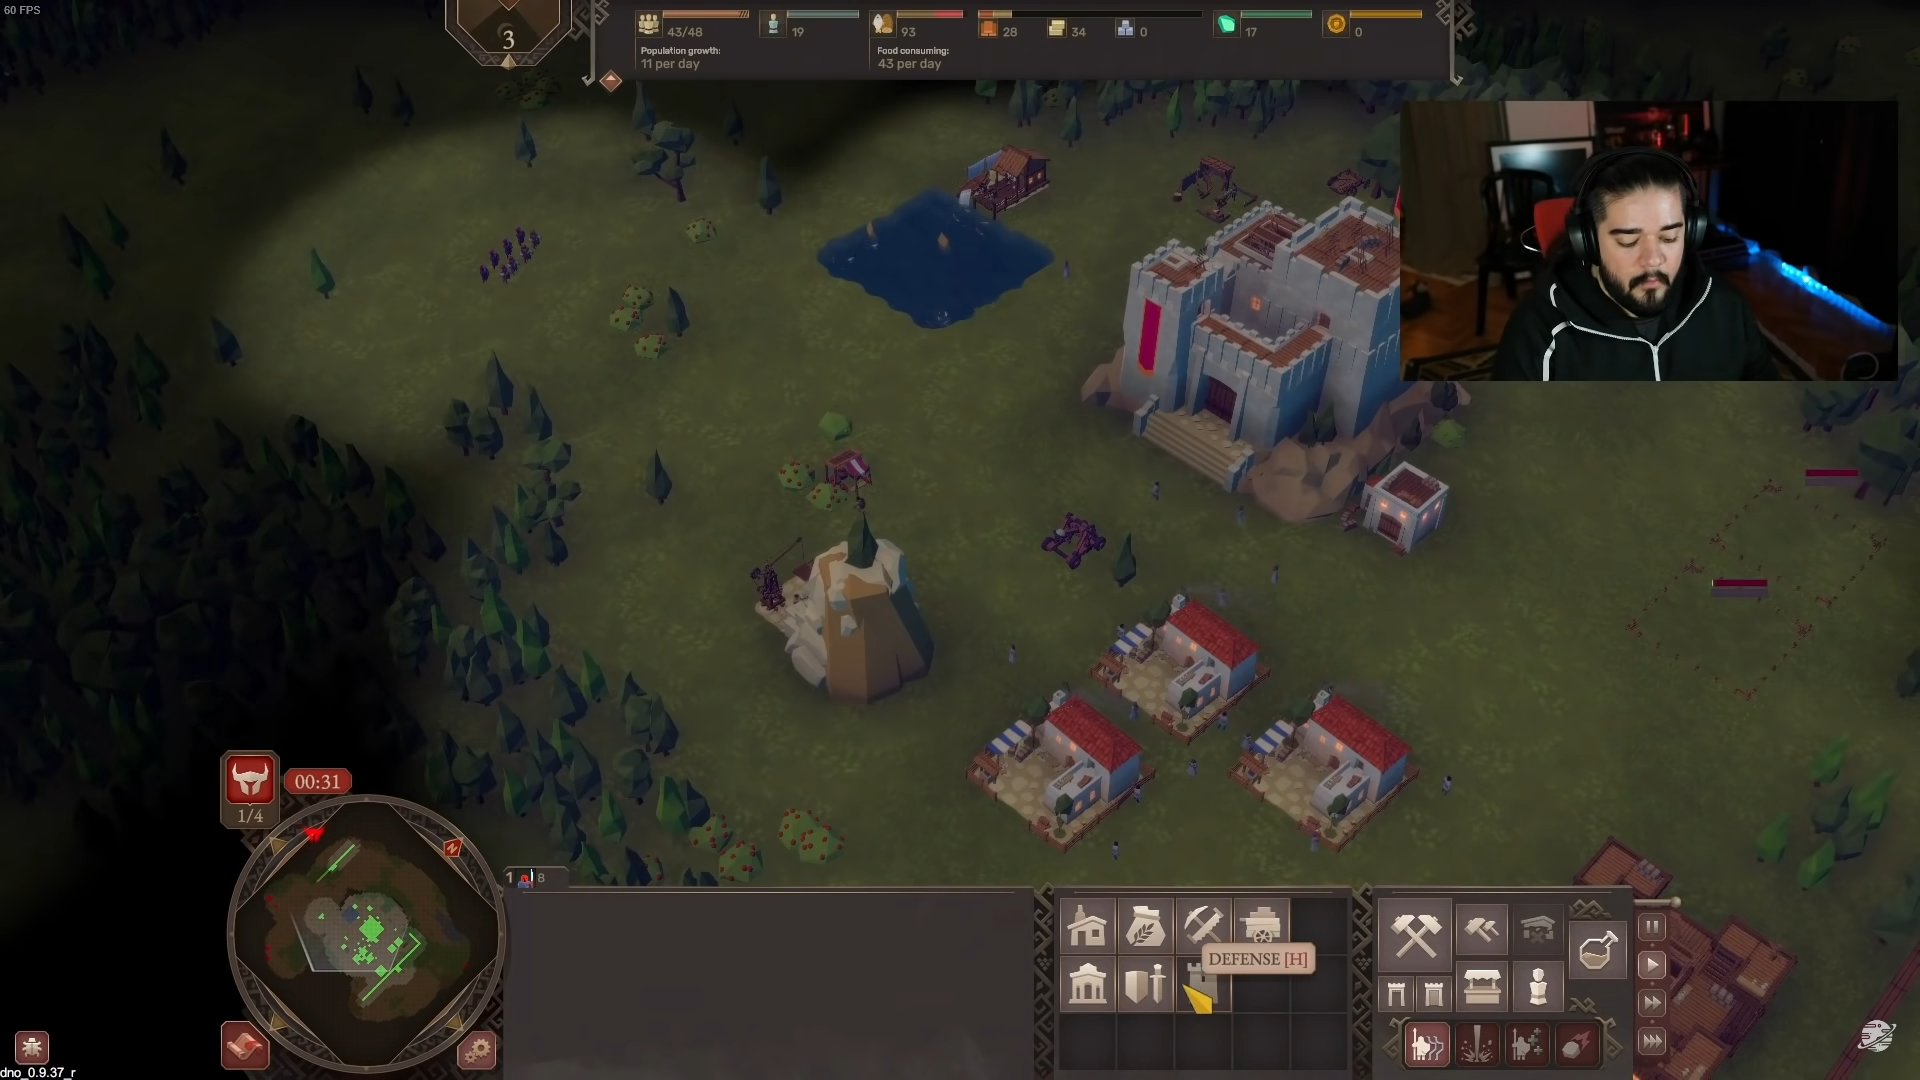 60 FPS
3
43/48
19
93
28
34
0
17
0
Population growth:
11 per day
Food consuming:
43 per day
00:31
1/4
N
1
8
DEFENSE [H]
dno_0.9.37_r